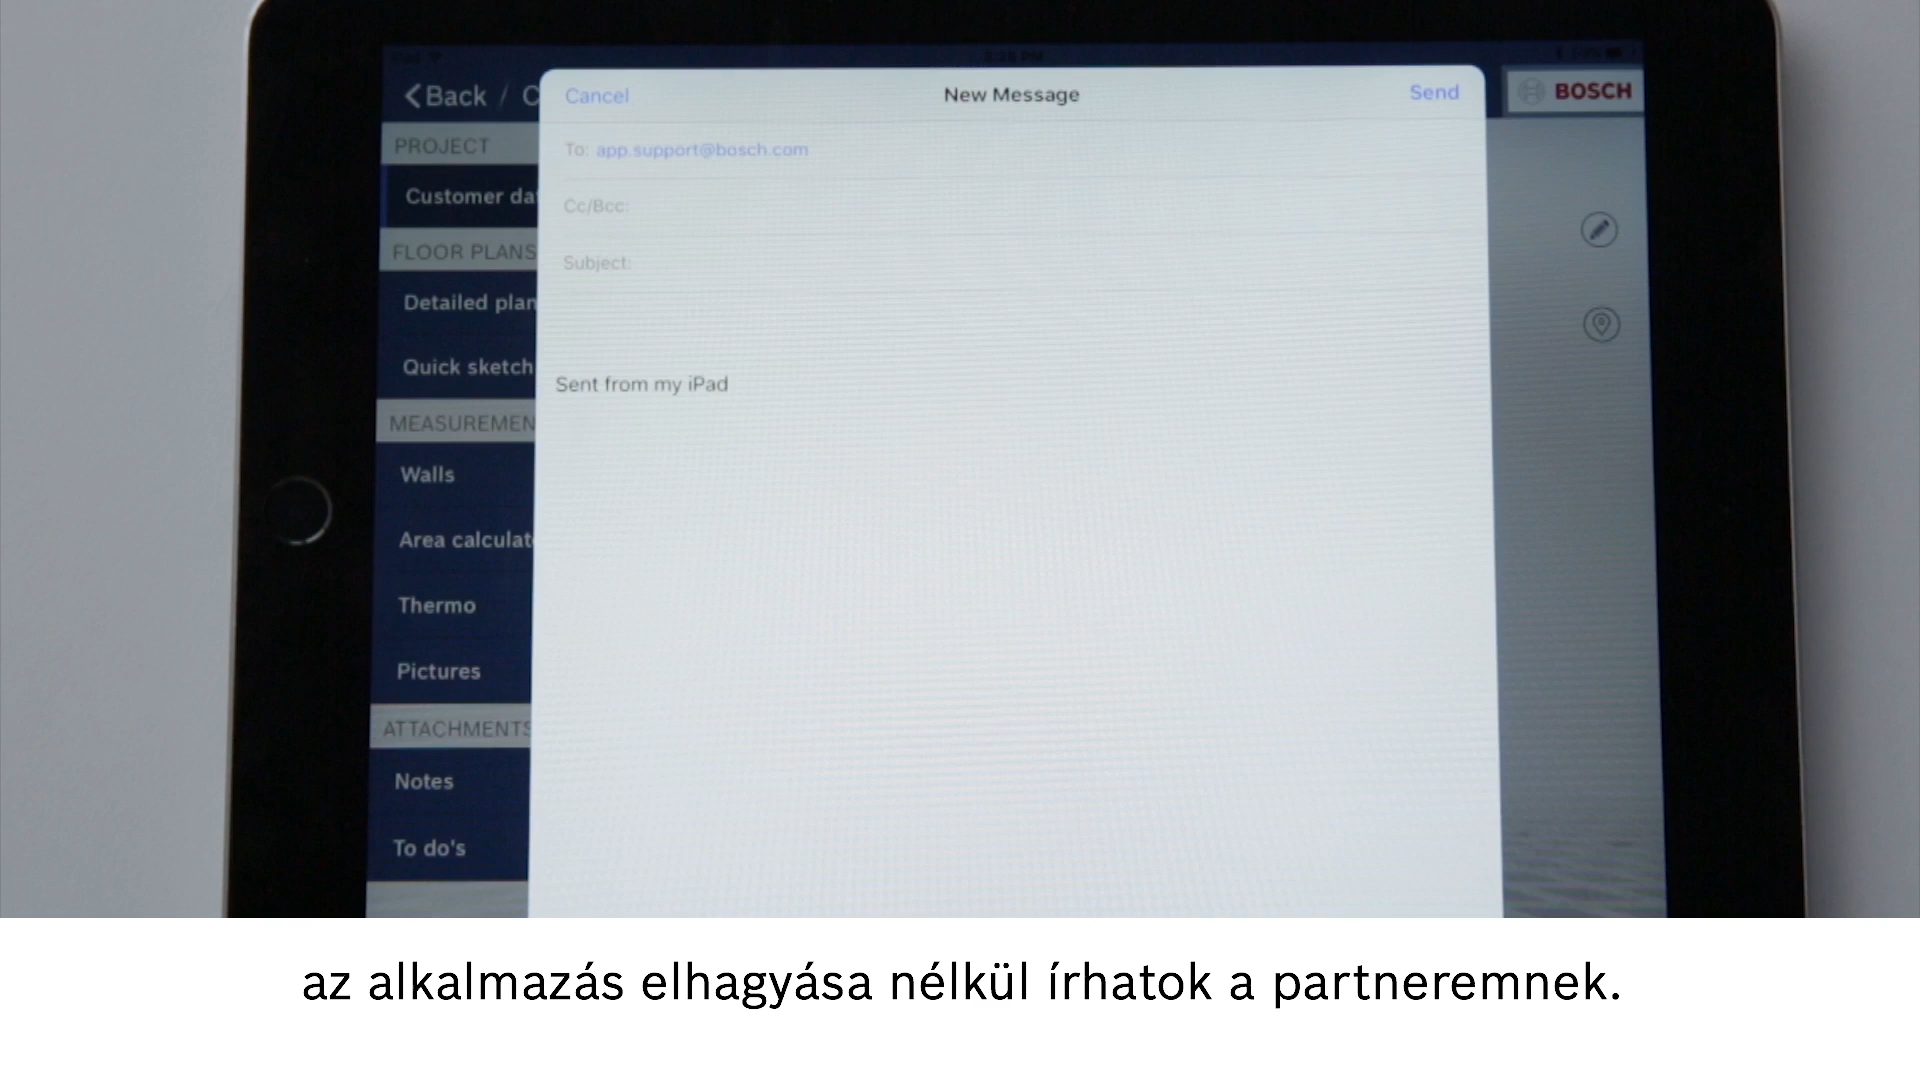 Back / C
Cancel
New Message
Send
BOSCH
PROJECT
To: app.support@bosch.com
Customer dat
Cc/Bcc:
FLOOR PLANS
Subject:
Detailed plan
Quick sketch
Sent from my iPad
MEASUREMEN
Walls
Area calculat
Thermo
Pictures
ATTACHMENTS
Notes
To do's
az alkalmazás elhagyása nélkül írhatok a partneremnek.